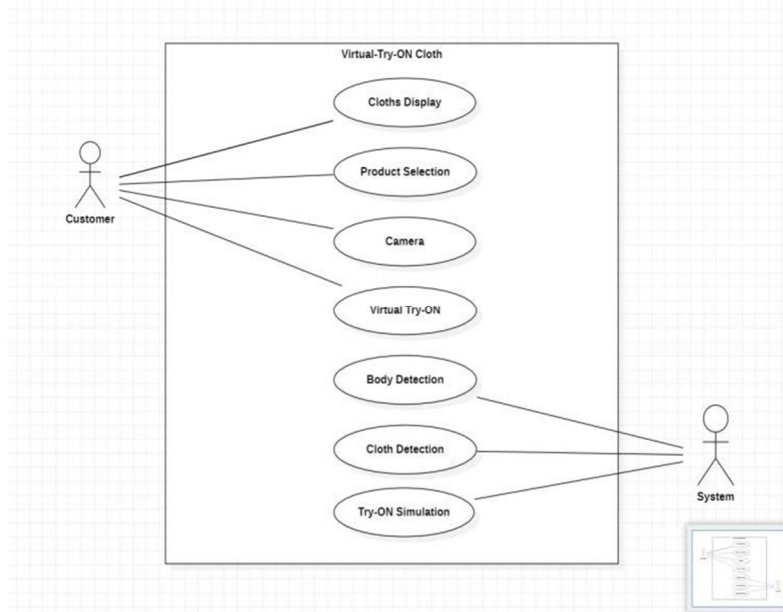 Virtual-Try-ON Cloth
Cloths Display
Product Selection
Camera
Virtual Try-ON
Body Detection
Cloth Detection
Try-ON Simulation
Customer
System